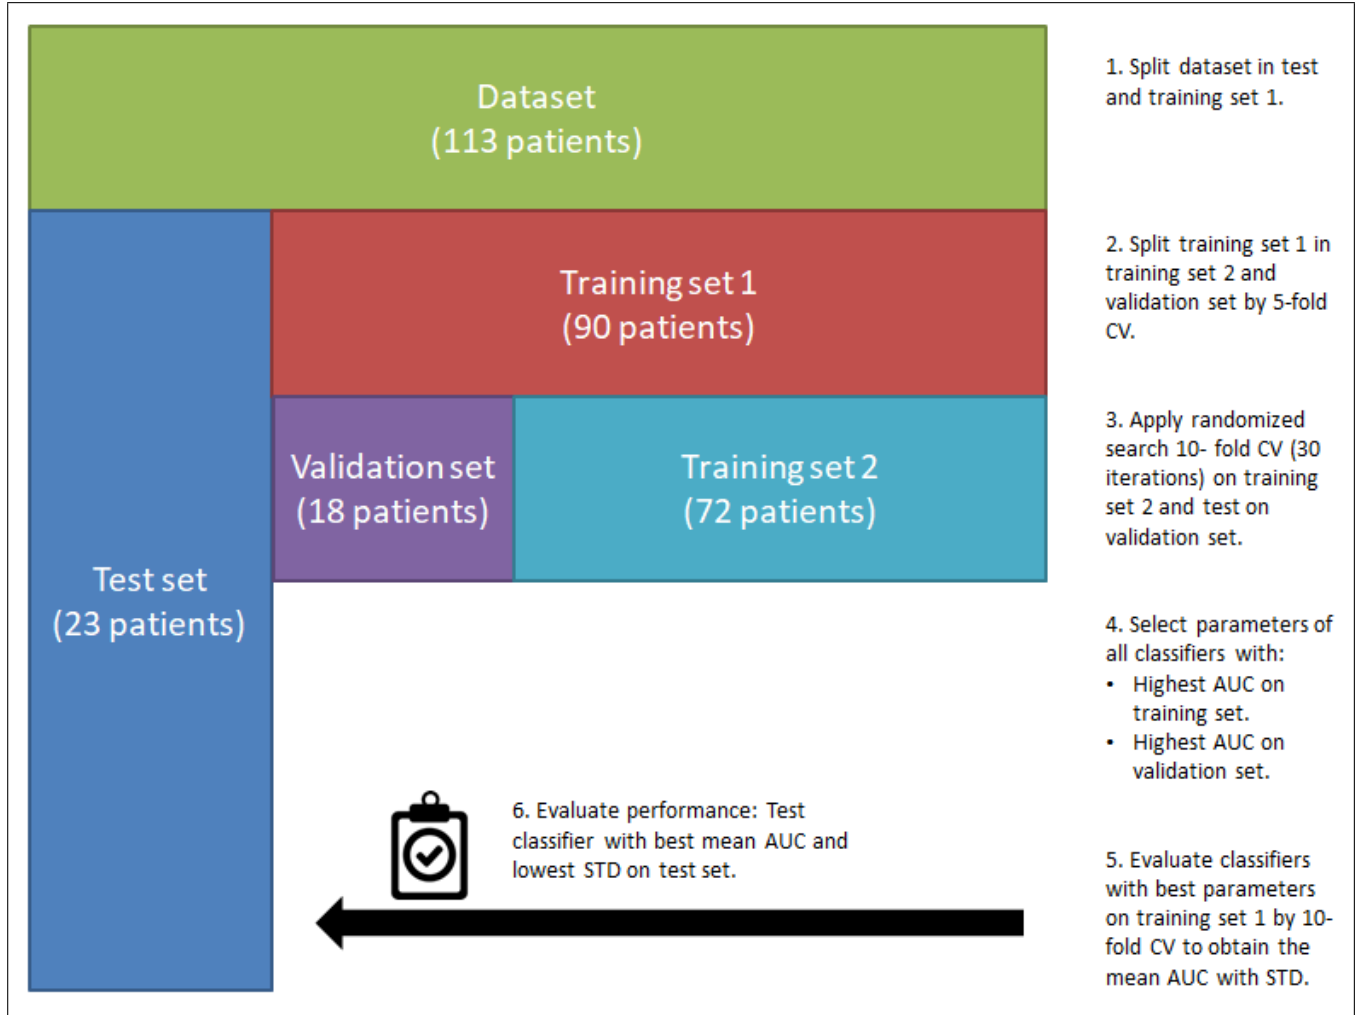 Dataset
(113 patients)
1. Split dataset in test
and training set 1.
Training set 1
(90 patients)
2. Split training set 1 in
training set 2 and
validation set by 5-fold
CV.
Validation set
(18 patients)
Training set 2
(72 patients)
3. Apply randomized
search 10- fold CV (30
iterations) on training
set 2 and test on
validation set.
Test set
(23 patients)
4. Select parameters of
all classifiers with:
• Highest AUC on
training set.
• Highest AUC on
validation set.
5. Evaluate classifiers
with best parameters
on training set 1 by 10-
fold CV to obtain the
mean AUC with STD.
6. Evaluate performance: Test
classifier with best mean AUC and
lowest STD on test set.